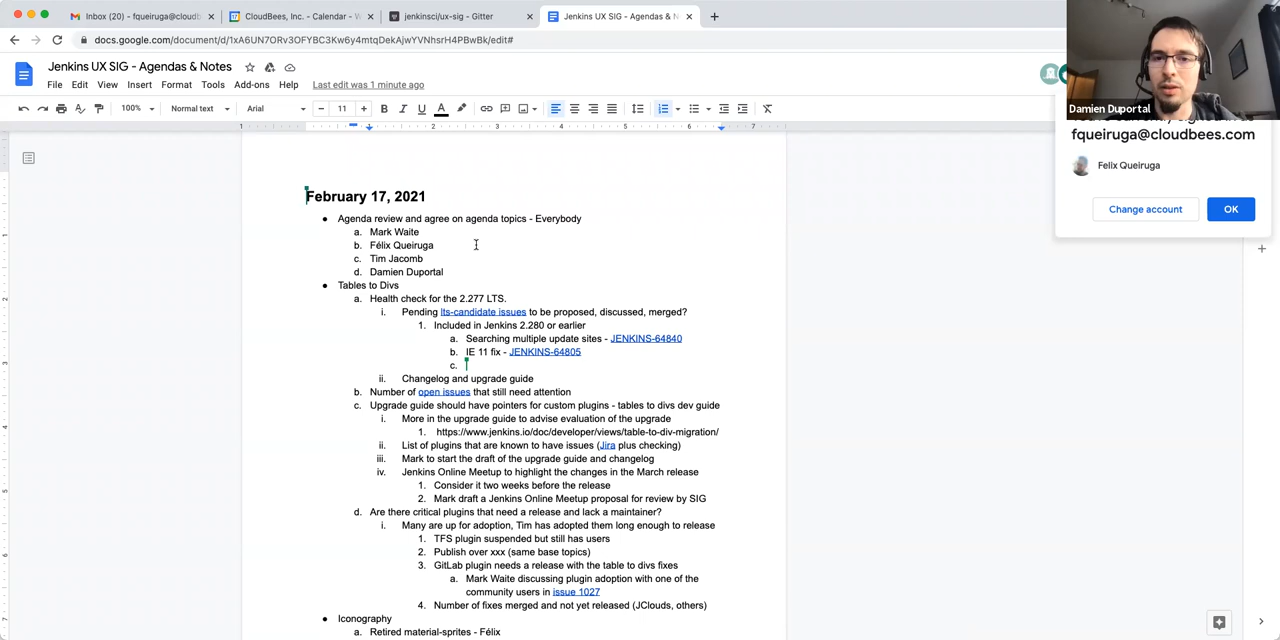 Inbox (20) - fqueiruga@cloudb
CloudBees, Inc. - Calendar - W
jenkinsci/ux-sig - Gitter
Jenkins UX SIG - Agendas & N
docs.google.com/document/d/1xA6UN7ORv3OFYBC3Kw6y4mtqDekAjwYVNhsrH4PBwBk/edit#
Jenkins UX SIG - Agendas & Notes
File Edit View Insert Format Tools Add-ons Help Last edit was 1 minute ago
100% Normal text Arial 11
1 1 2 3 4 5 6 7
Damien Duportal
fqueiruga@cloudbees.com
Felix Queiruga
Change account OK
February 17, 2021
● Agenda review and agree on agenda topics - Everybody
a. Mark Waite
b. Félix Queiruga
c. Tim Jacomb
d. Damien Duportal
● Tables to Divs
a. Health check for the 2.277 LTS.
i. Pending lts-candidate issues to be proposed, discussed, merged?
1. Included in Jenkins 2.280 or earlier
a. Searching multiple update sites - JENKINS-64840
b. IE 11 fix - JENKINS-64805
c.
ii. Changelog and upgrade guide
b. Number of open issues that still need attention
c. Upgrade guide should have pointers for custom plugins - tables to divs dev guide
i. More in the upgrade guide to advise evaluation of the upgrade
1. https://www.jenkins.io/doc/developer/views/table-to-div-migration/
ii. List of plugins that are known to have issues (Jira plus checking)
iii. Mark to start the draft of the upgrade guide and changelog
iv. Jenkins Online Meetup to highlight the changes in the March release
1. Consider it two weeks before the release
2. Mark draft a Jenkins Online Meetup proposal for review by SIG
d. Are there critical plugins that need a release and lack a maintainer?
i. Many are up for adoption, Tim has adopted them long enough to release
1. TFS plugin suspended but still has users
2. Publish over xxx (same base topics)
3. GitLab plugin needs a release with the table to divs fixes
a. Mark Waite discussing plugin adoption with one of the
community users in issue 1027
4. Number of fixes merged and not yet released (JClouds, others)
● Iconography
a. Retired material-sprites - Félix